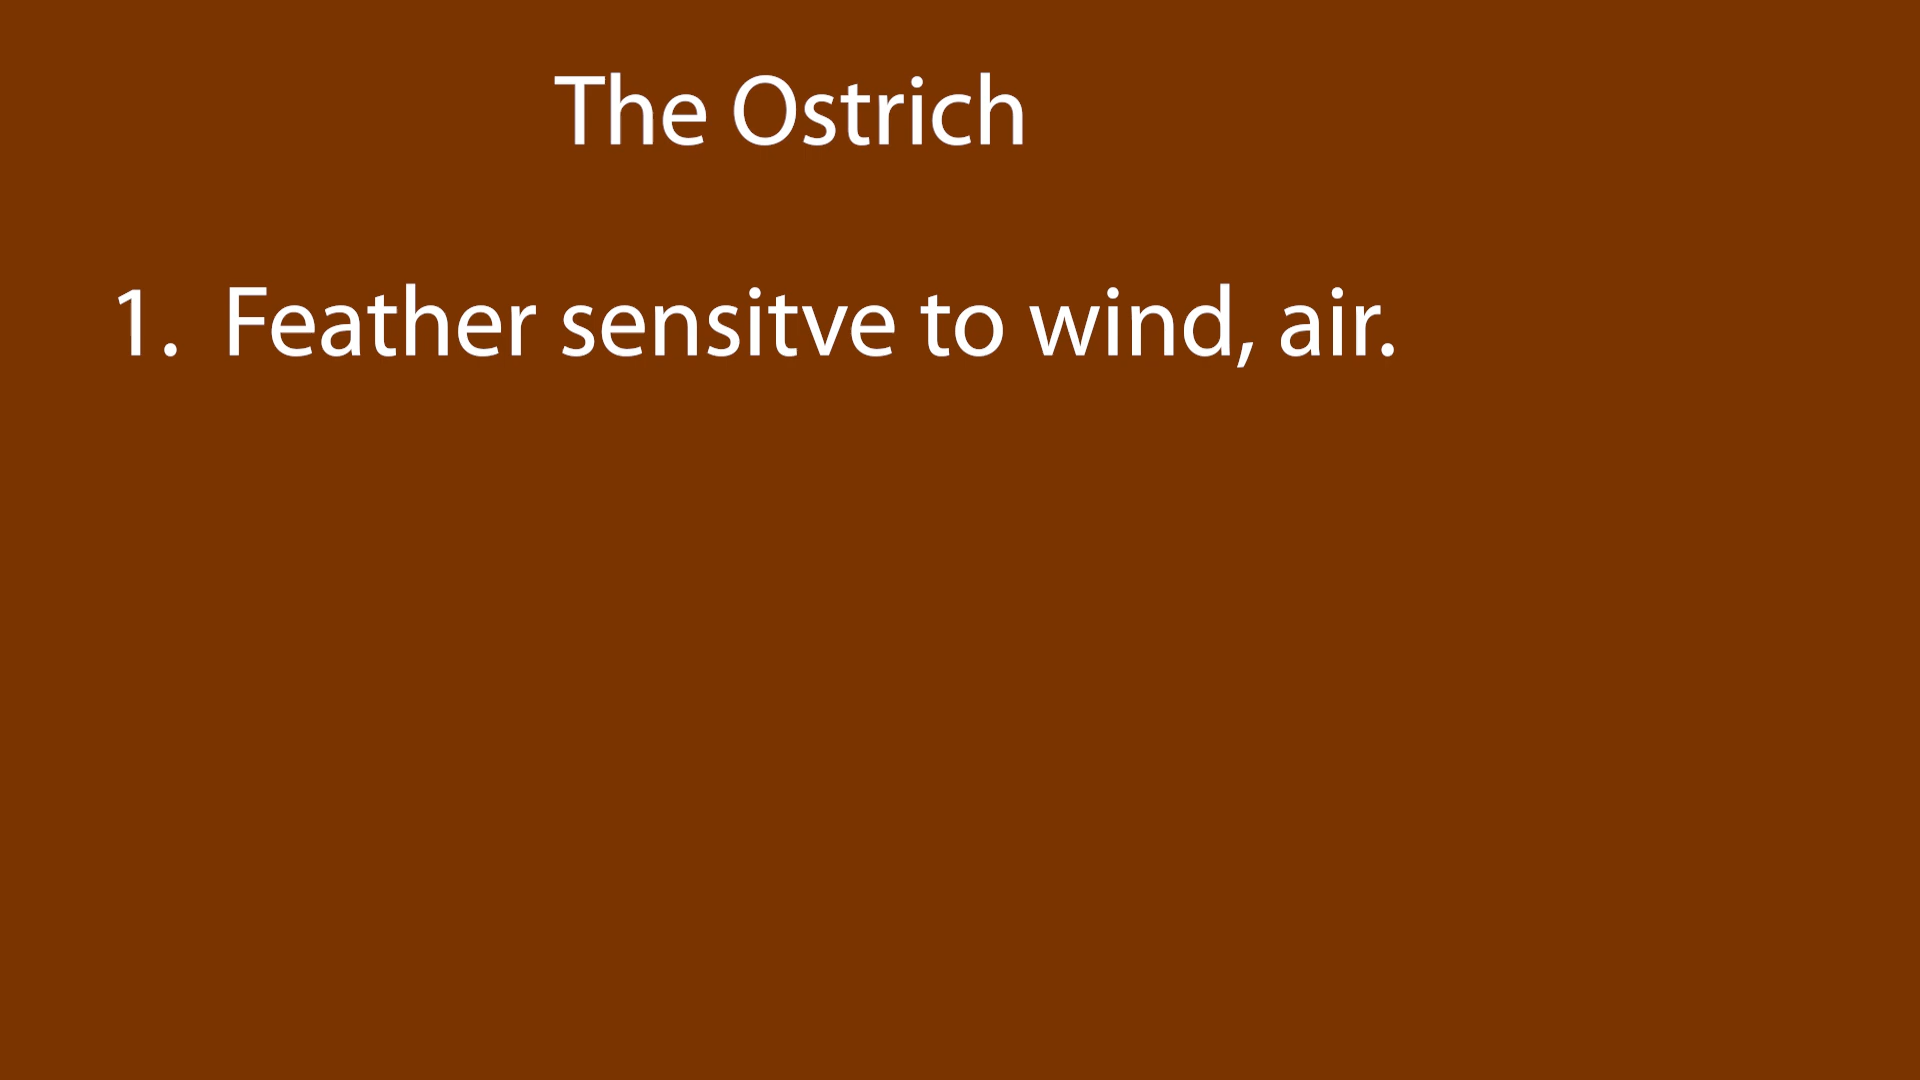 The Ostrich
1. Feather sensitve to wind, air.